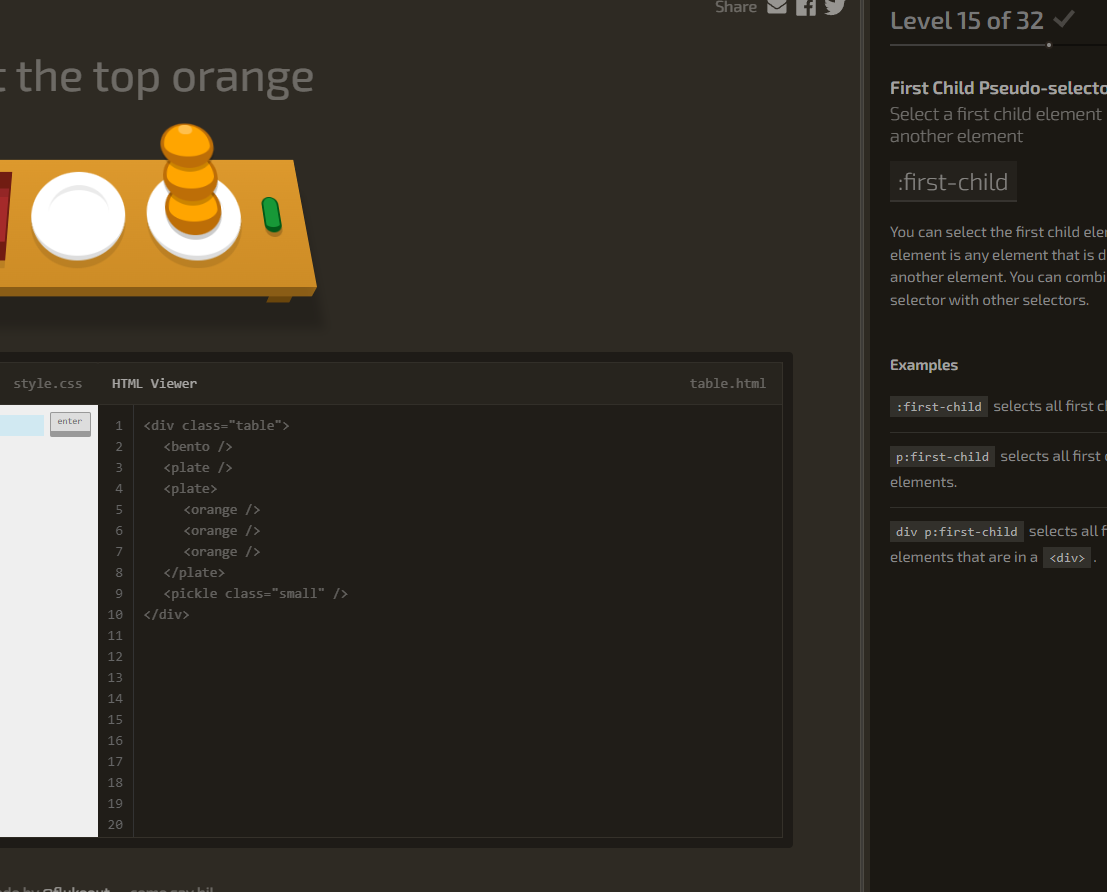 Share
the top orange
style.css
HTML Viewer
table.html
enter
1 <div class="table">
2 <bento />
3 <plate />
4 <plate>
5 <orange />
6 <orange />
7 <orange />
8 </plate>
9 <pickle class="small" />
10 </div>
11
12
13
14
15
16
17
18
19
20
Level 15 of 32
First Child Pseudo-selecto
Select a first child element
another element
:first-child
You can select the first child ele
element is any element that is d
another element. You can combi
selector with other selectors.
Examples
:first-child selects all first c
p:first-child selects all first
elements.
div p:first-child selects all f
elements that are in a <div> .